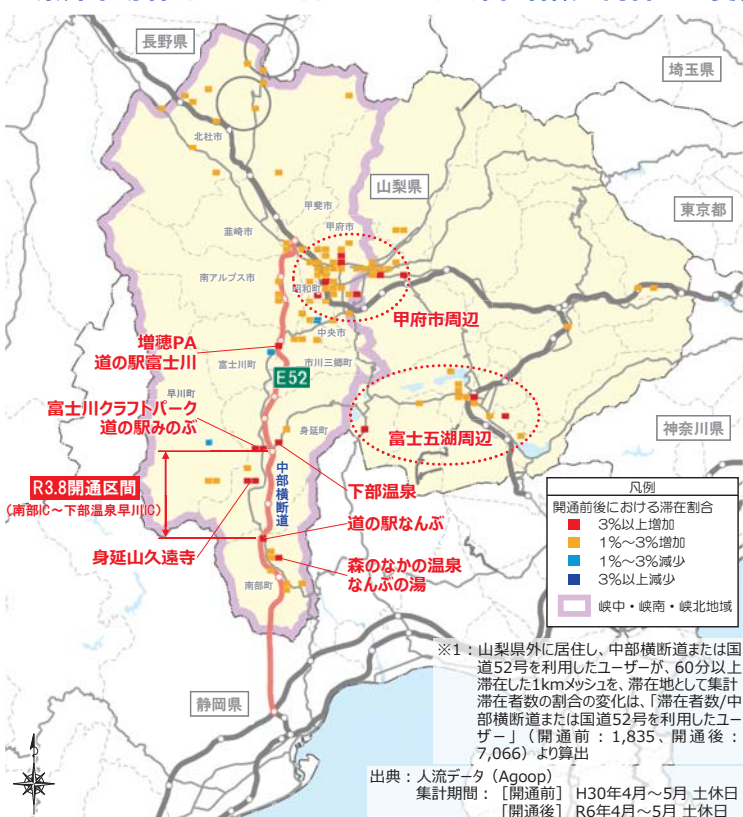 長野県
埼玉県
北杜市
山梨県
甲斐市
甲府市
東京都
韮崎市
南アルプス市
昭和町
甲府市周辺
増穂PA
道の駅富士川
中央市
富士川町
市川三郷町
E52
早川町
富士川クラフトパーク
道の駅みのぶ
身延町
富士五湖周辺
神奈川県
R3.8開通区間
(南部IC～下部温泉早川IC)
中部横断道
下部温泉
道の駅なんぶ
身延山久遠寺
森のなかの温泉
なんぶの湯
南部町
静岡県
凡例
開通前後における滞在割合
3%以上増加
1%～3%増加
1%～3%減少
3%以上減少
峡中・峡南・峡北地域
※1：山梨県外に居住し、中部横断道または国
道52号を利用したユーザーが、60分以上
滞在した1kmメッシュを、滞在地として集計
滞在者数の割合の変化は、「滞在者数/中
部横断道または国道52号を利用したユー
ザー」（開通前：1,835、開通後：
7,066）より算出
出典：人流データ（Agoop）
集計期間：［開通前］ H30年4月～5月 土休日
［開通後］ R6年4月～5月 土休日